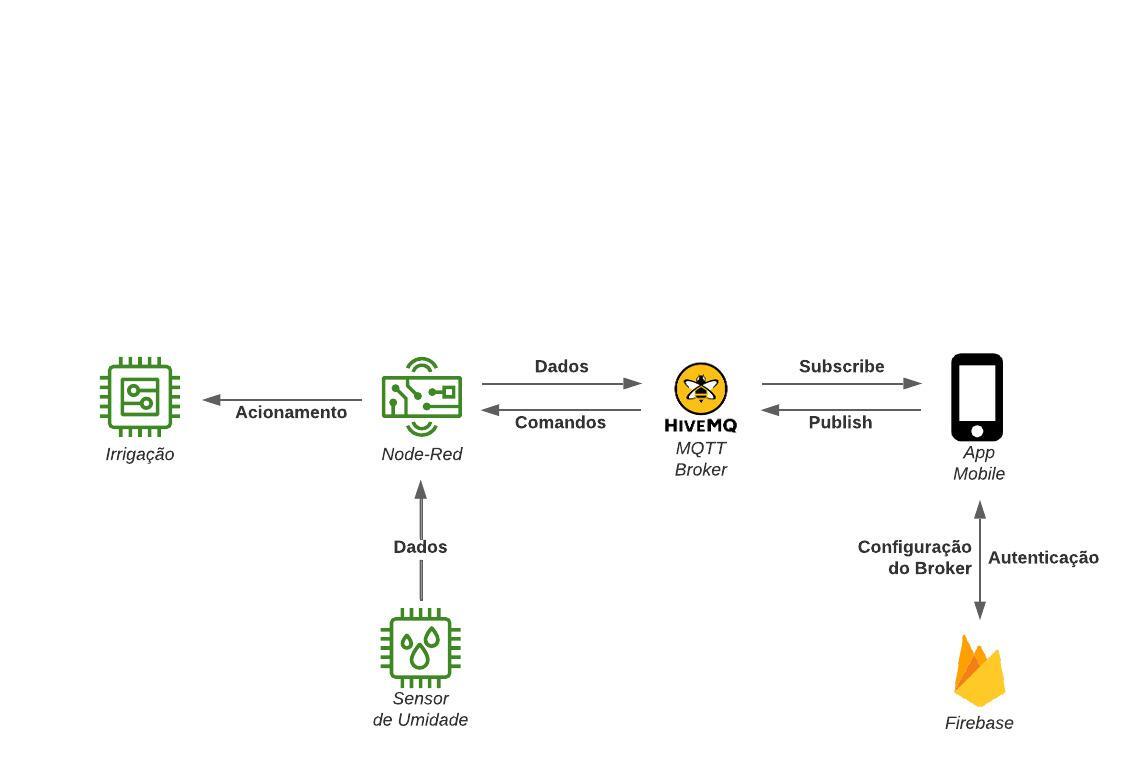 Dados
Subscribe
Acionamento
Comandos
Publish
HIVEMQ
Irrigação
Node-Red
MQTT
Broker
App
Mobile
Dados
Configuração
do Broker
Autenticação
Sensor
de Umidade
Firebase